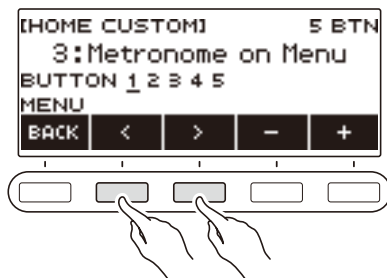 [HOME CUSTOM] 5 BTN
3:Metronome on Menu
BUTTON 1 2 3 4 5
MENU
BACK < > − +